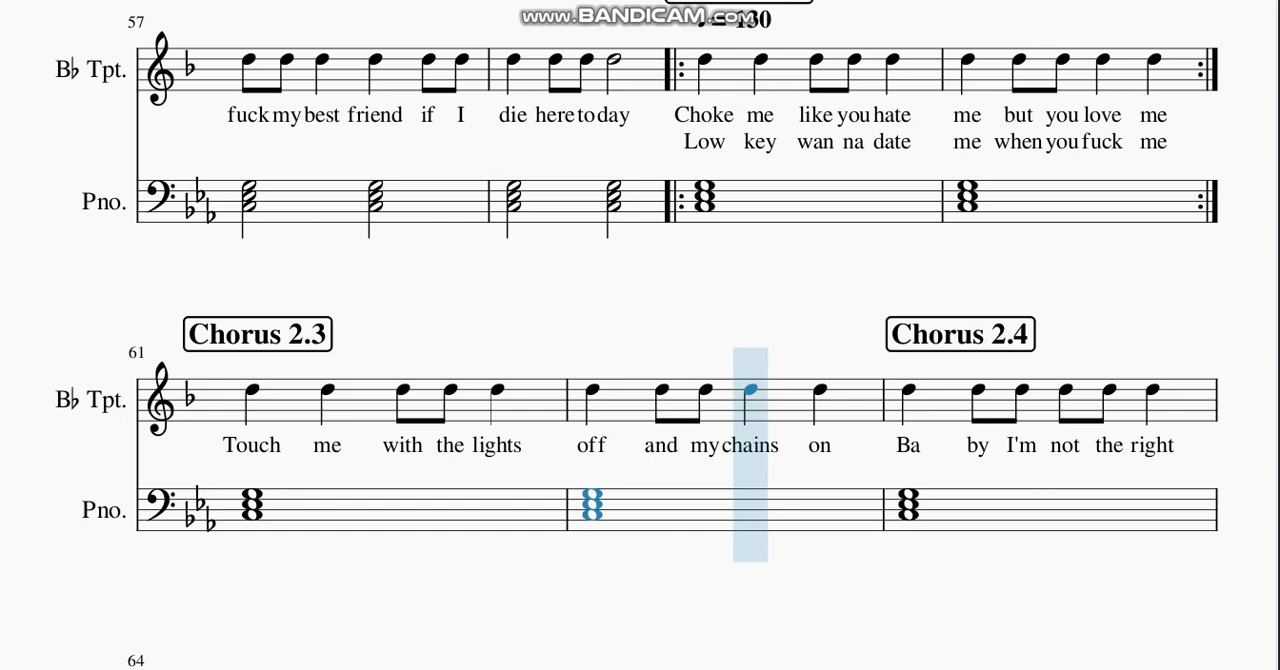 www.BANDICAM.com
57
= 130
B♭ Tpt.
fuck my best friend if I die here to day Choke me like you hate me but you love me
Low key wan na date me when you fuck me
Pno.
Chorus 2.3 Chorus 2.4
61
B♭ Tpt.
Touch me with the lights off and my chains on Ba by I'm not the right
Pno.
64